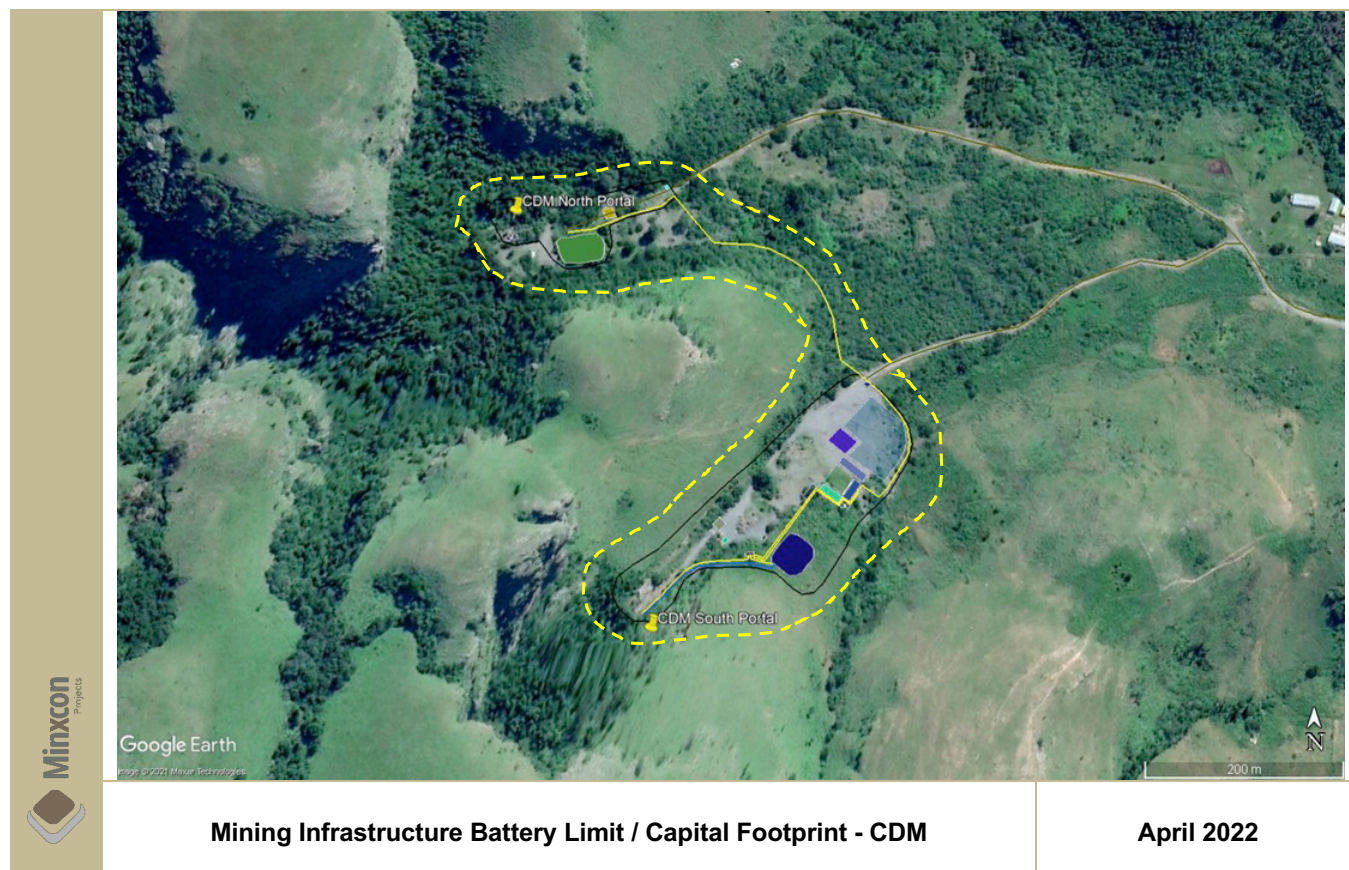 CDM North Portal
CDM South Portal
Google Earth
Image © 2021 Maxar Technologies
N
200 m
Minxcon
Projects
Mining Infrastructure Battery Limit / Capital Footprint - CDM
April 2022